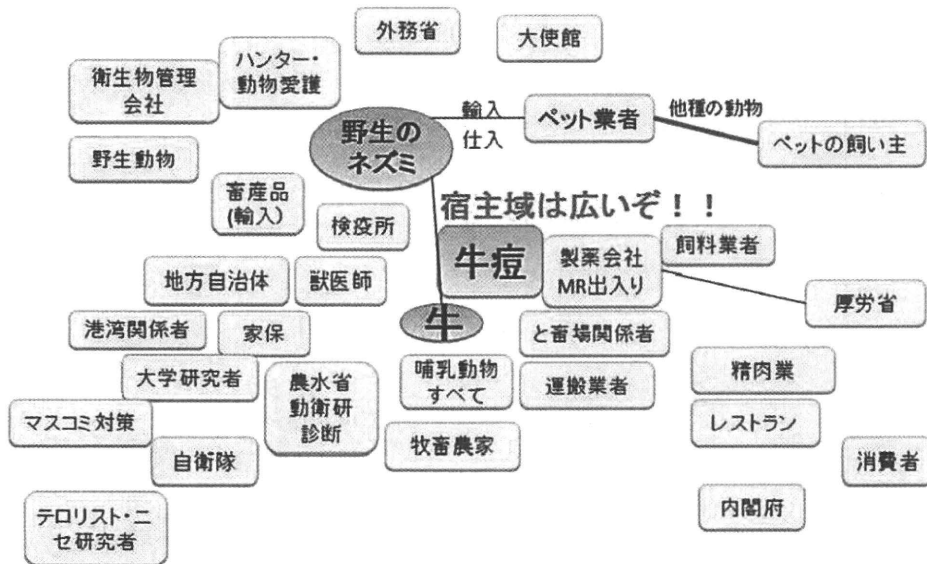 外務省
大使館
ハンター・
動物愛護
衛生物管理
会社
輸入
仕入
ペット業者
他種の動物
ペットの飼い主
野生の
ネズミ
野生動物
畜産品
(輸入)
検疫所
宿主域は広いぞ！！
牛痘
製薬会社
MR出入り
飼料業者
地方自治体
獣医師
厚労省
牛
港湾関係者
家保
と畜場関係者
大学研究者
農水省
動衛研
診断
哺乳動物
すべて
運搬業者
精肉業
マスコミ対策
レストラン
自衛隊
牧畜農家
消費者
テロリスト・ニ
セ研究者
内閣府